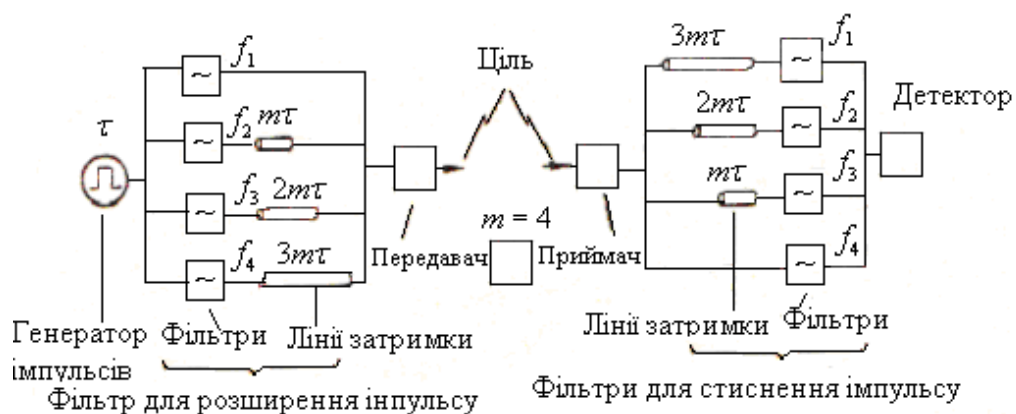 f1
3mτ
f1
Ціль
τ
f2
mτ
2mτ
f2
Детектор
f3
2mτ
mτ
f3
m = 4
f4
3mτ
Передавач
Приймач
f4
Генератор
імпульсів
Фільтри
Лінії затримки
Лінії затримки
Фільтри
Фільтр для розширення інпульсу
Фільтри для стиснення імпульсу